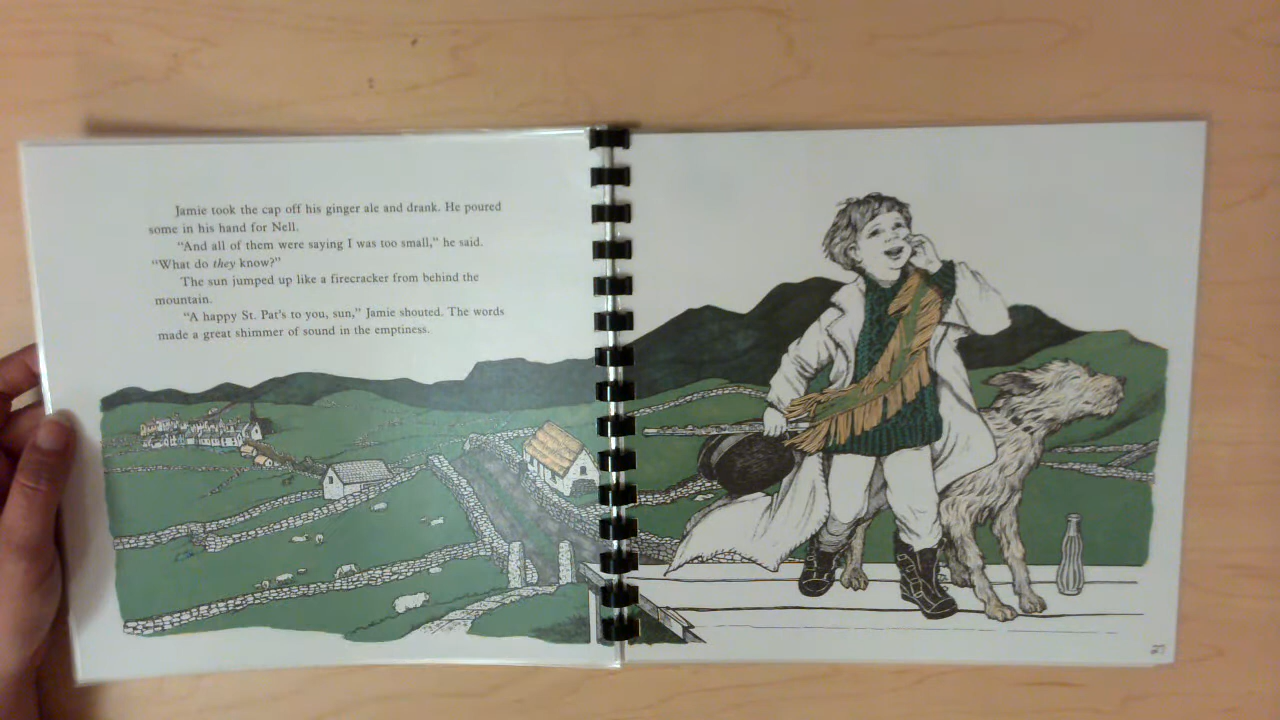 Jamie took the cap off his ginger ale and drank. He poured
some in his hand for Nell.
“And all of them were saying I was too small,” he said.
“What do they know?”
The sun jumped up like a firecracker from behind the
mountain.
“A happy St. Pat’s to you, sun,” Jamie shouted. The words
made a great shimmer of sound in the emptiness.